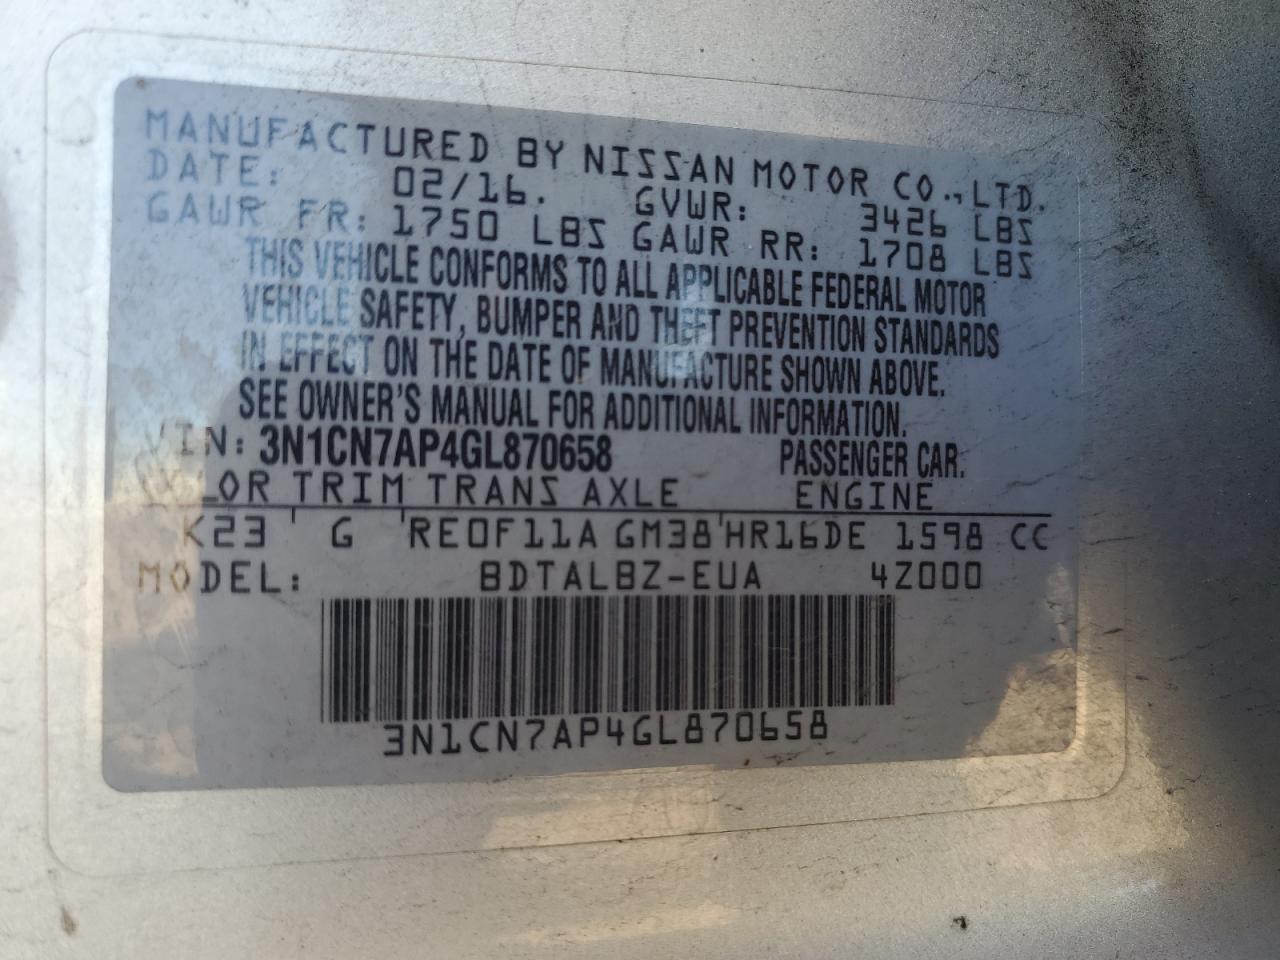 MANUFACTURED BY NISSAN MOTOR CO.,LTD.
DATE: 02/16. GVWR: 3426 LBS
GAWR FR: 1750 LBS GAWR RR: 1708 LBS
THIS VEHICLE CONFORMS TO ALL APPLICABLE FEDERAL MOTOR
VEHICLE SAFETY, BUMPER AND THEFT PREVENTION STANDARDS
IN EFFECT ON THE DATE OF MANUFACTURE SHOWN ABOVE.
SEE OWNER'S MANUAL FOR ADDITIONAL INFORMATION.
VIN: 3N1CN7AP4GL870658 PASSENGER CAR.
COLOR TRIM TRANS AXLE ENGINE
K23 G RE0F11A GM38 HR16DE 1598 CC
MODEL: BDTALBZ-EUA 4Z000
3N1CN7AP4GL870658